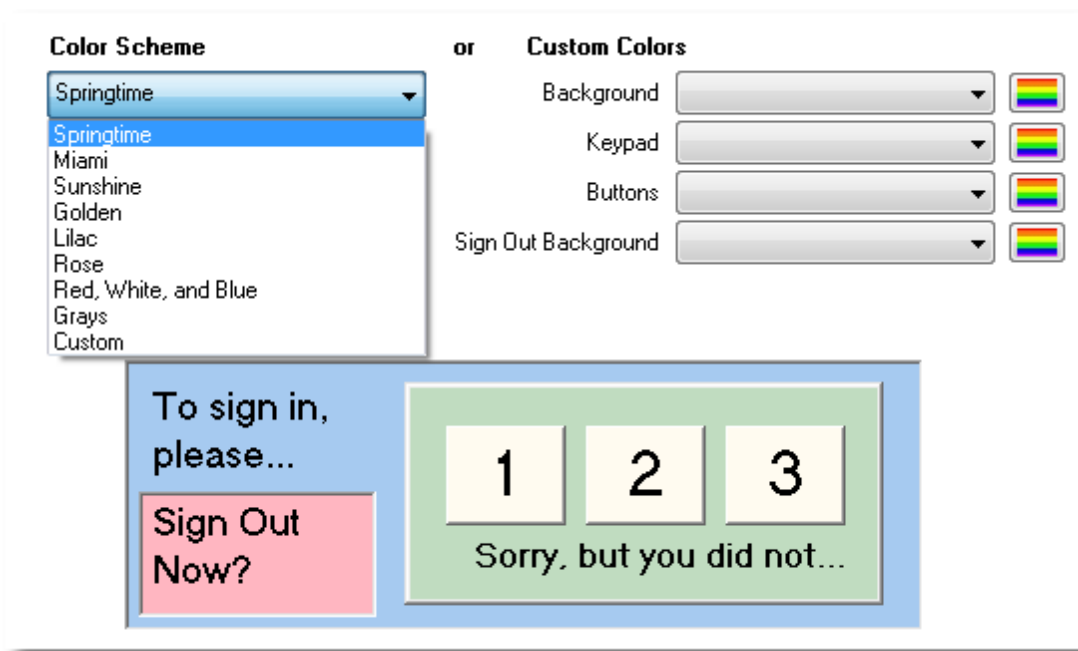 Color Scheme or Custom Colors
Springtime
Background
Springtime
Miami
Keypad
Sunshine
Buttons
Golden
Lilac
Sign Out Background
Rose
Red, White, and Blue
Grays
Custom
To sign in,
please...
1 2 3
Sign Out
Now?
Sorry, but you did not...